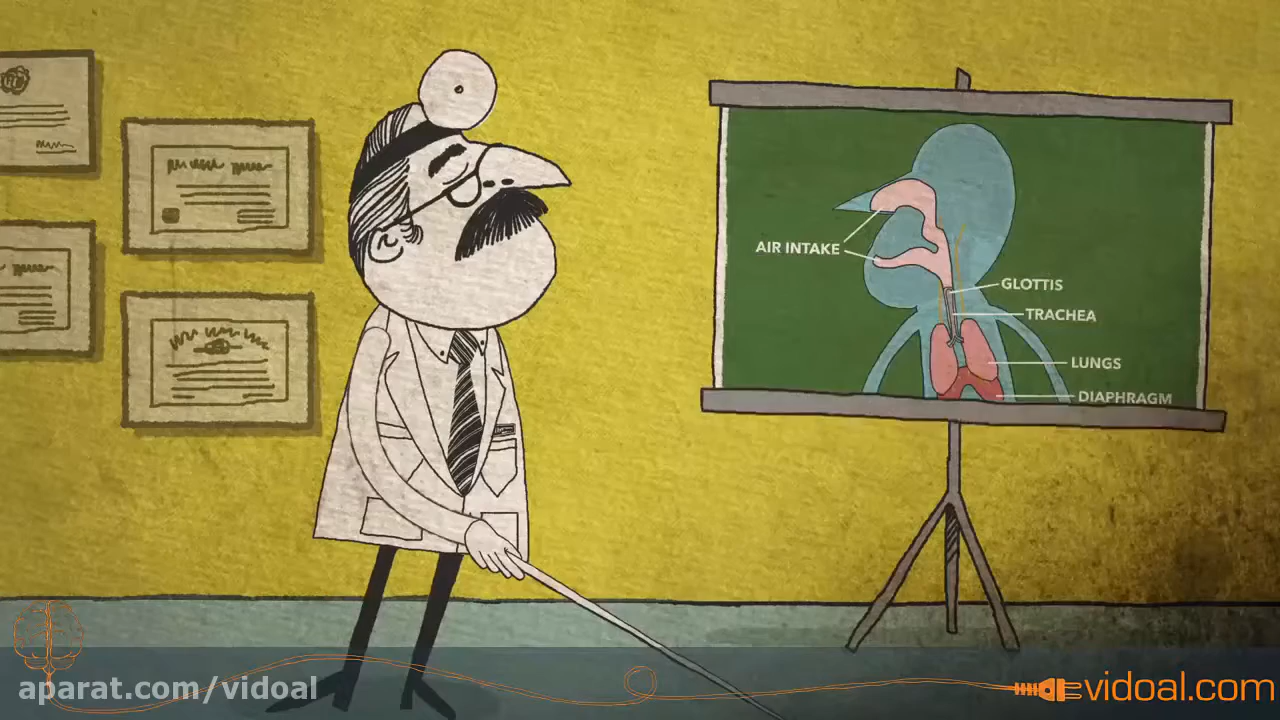 AIR INTAKE
GLOTTIS
TRACHEA
LUNGS
DIAPHRAGM
aparat.com/vidoal
vidoal.com